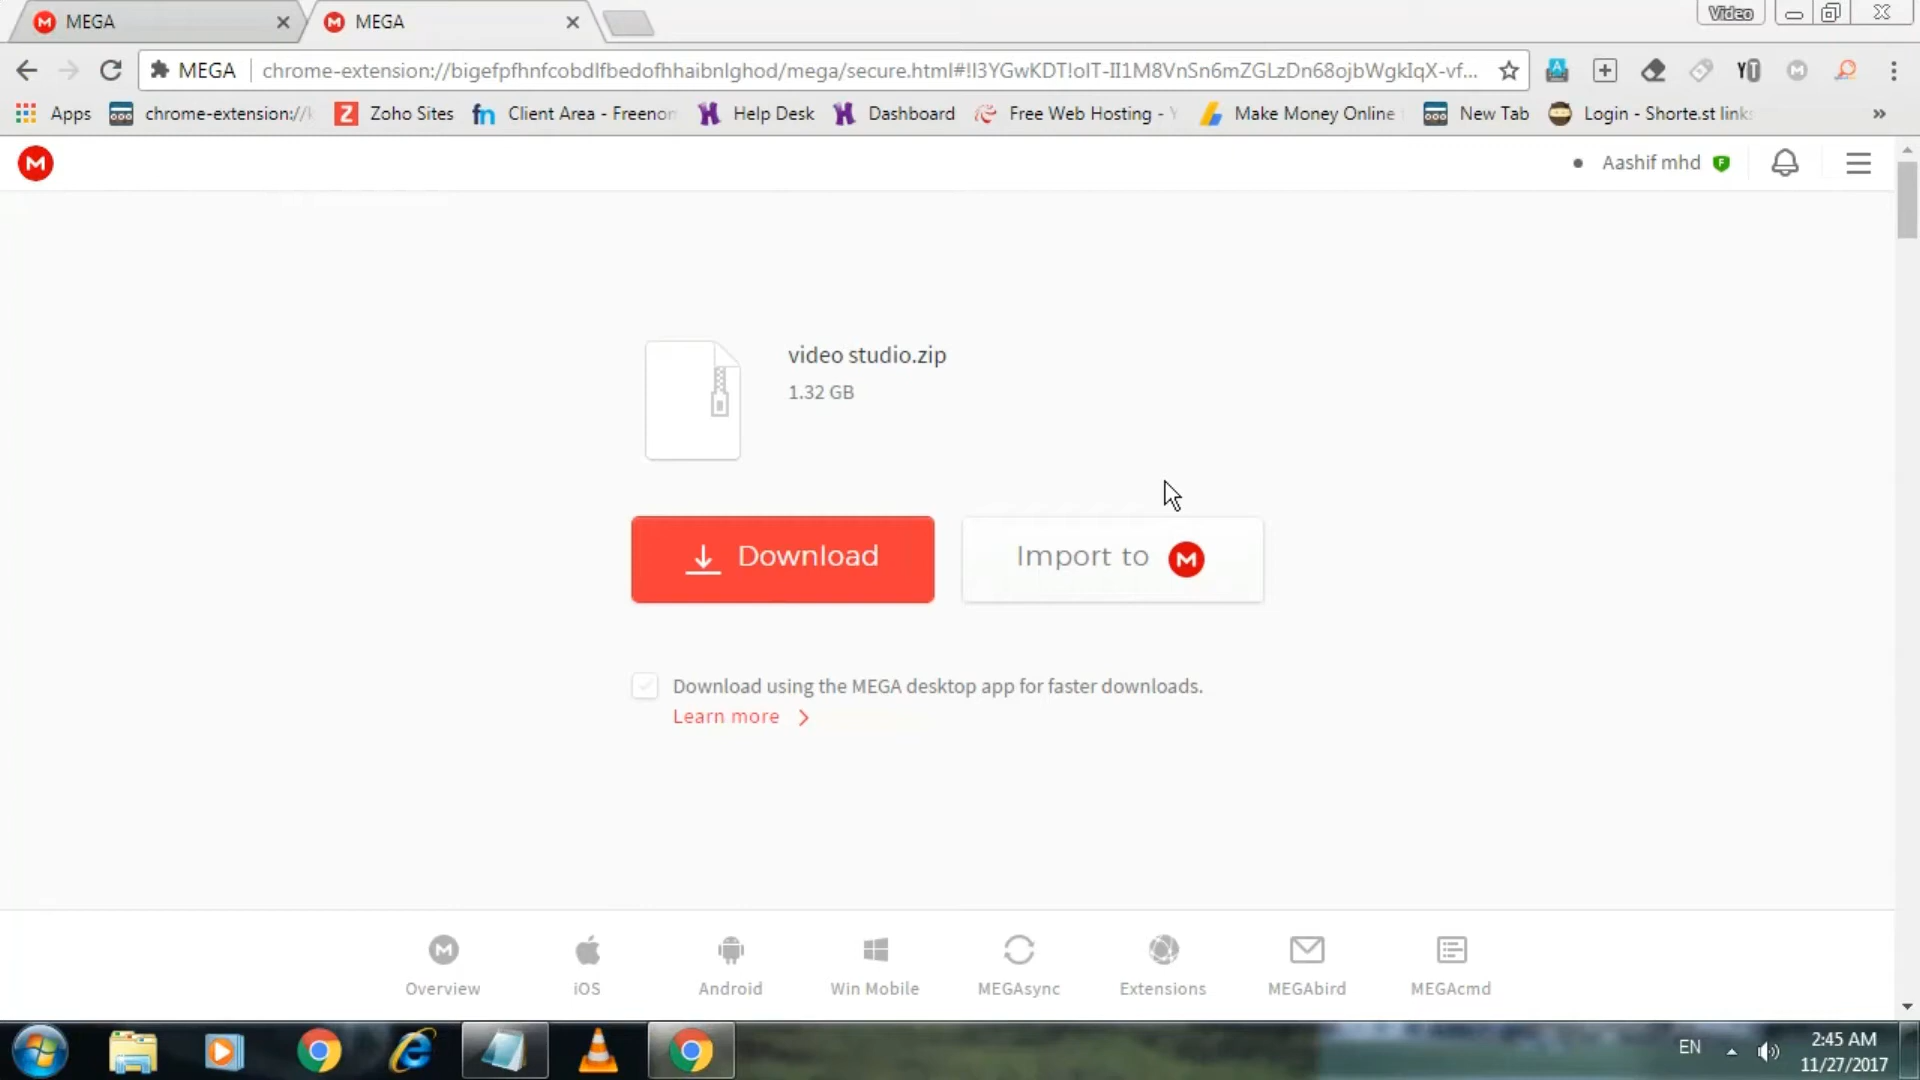 MEGA
MEGA
Video
MEGA chrome-extension://bigefpfhnfcobdlfbedofhhaibnlghod/mega/secure.html#!I3YGwKDT!oIT-II1M8VnSn6mZGLzDn68ojbWgkIqX-vf...
Apps chrome-extension:// Zoho Sites fn Client Area - Freenom Help Desk Dashboard Free Web Hosting - Make Money Online New Tab Login - Shorte.st links »
Aashif mhd
video studio.zip
1.32 GB
Download
Import to M
Download using the MEGA desktop app for faster downloads.
Learn more
Overview iOS Android Win Mobile MEGAsync Extensions MEGAbird MEGAcmd
EN
2:45 AM
11/27/2017